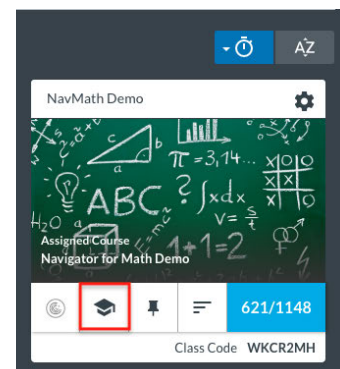 AZ
NavMath Demo
c
b
a
π = 3,14...
x|o|o
x|x
x|o
ABC
? ∫xdx
v = s/t
H₂O
1+1=2
Assigned Course
Navigator for Math Demo
621/1148
Class Code WKCR2MH